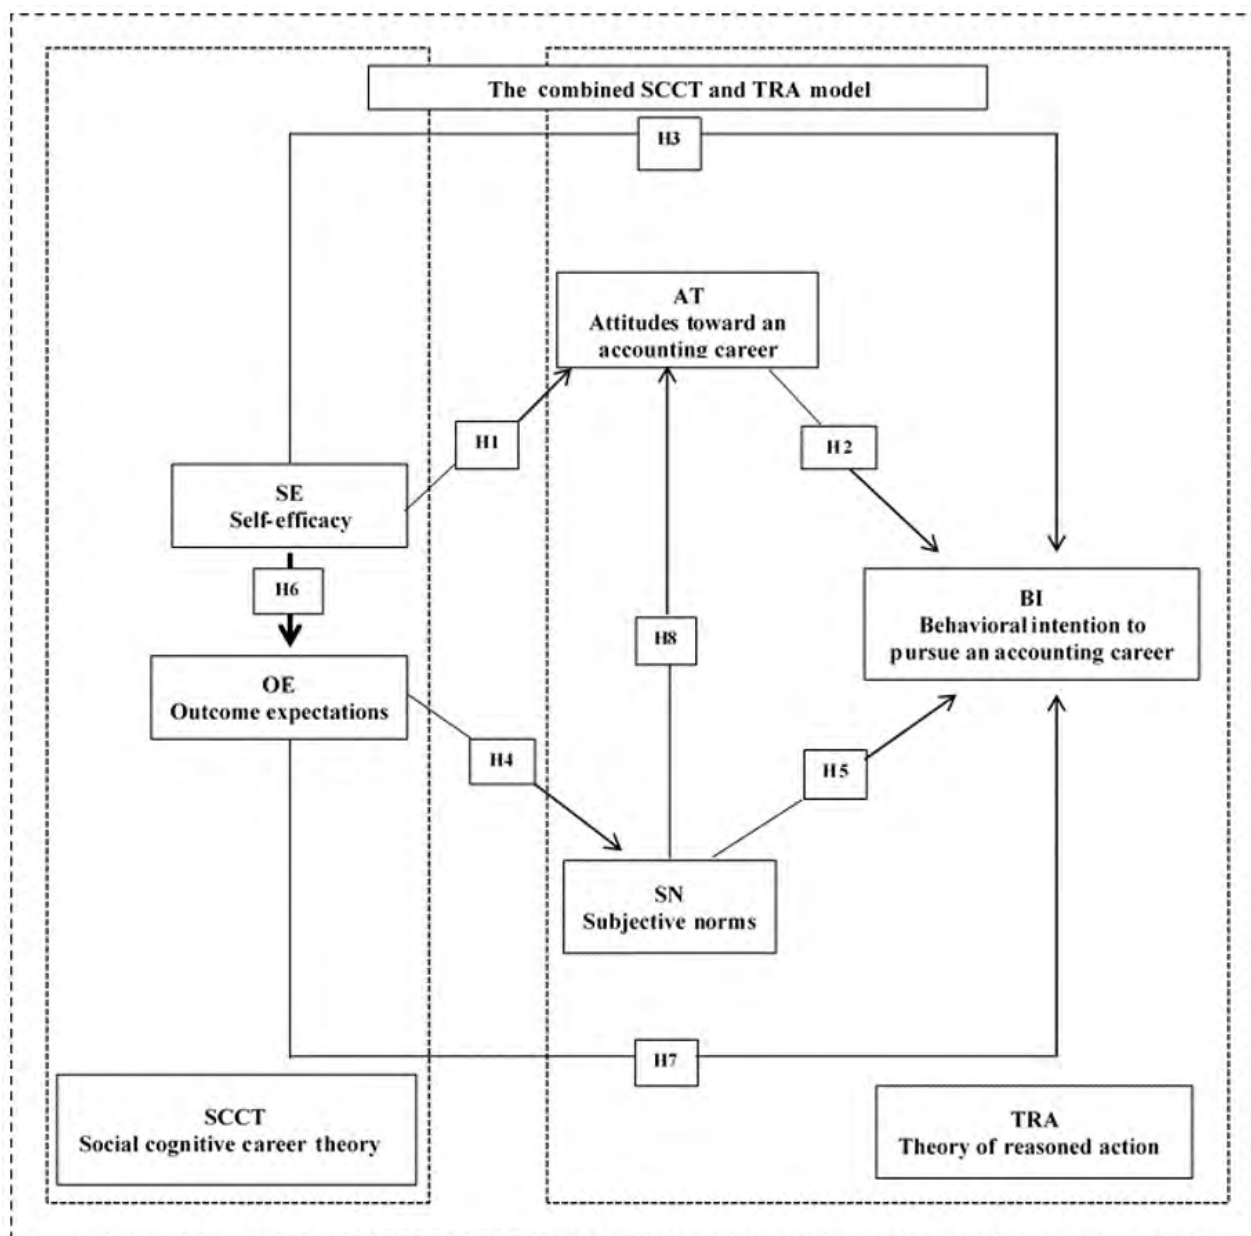 The combined SCCT and TRA model
H3
AT
Attitudes toward an
accounting career
H1
H2
SE
Self-efficacy
H6
BI
Behavioral intention to
pursue an accounting career
H8
OE
Outcome expectations
H4
H5
SN
Subjective norms
H7
SCCT
Social cognitive career theory
TRA
Theory of reasoned action